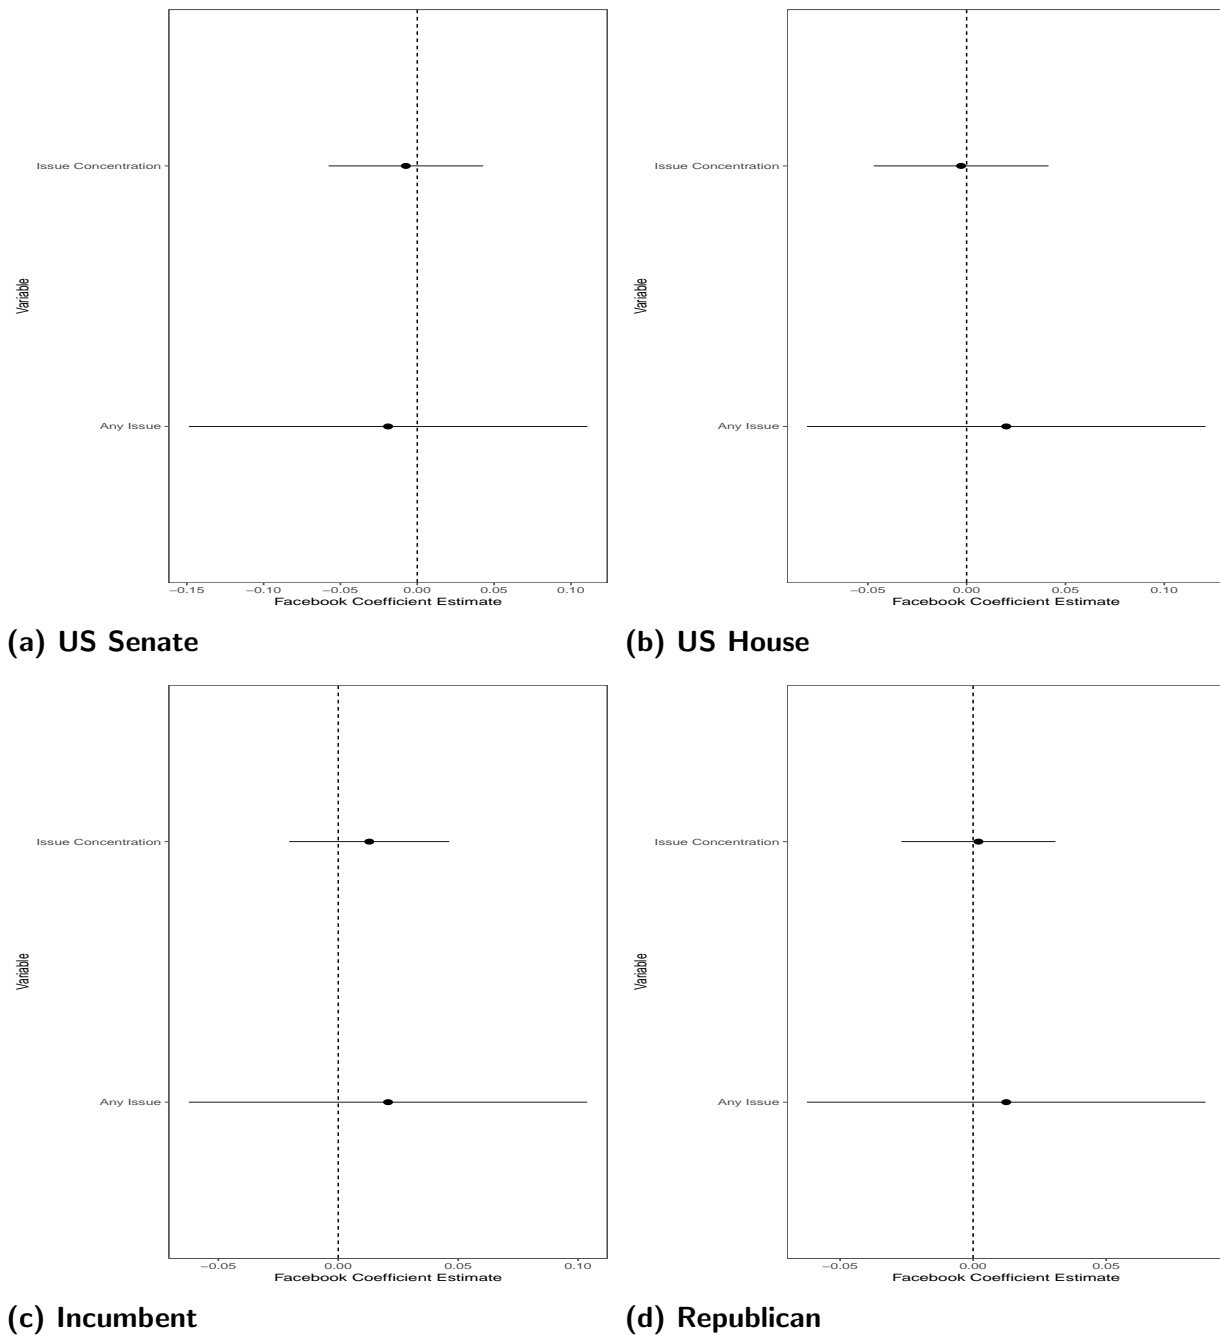 Issue Concentration
Variable
Any Issue
−0.15 −0.10 −0.05 0.00 0.05 0.10
Facebook Coefficient Estimate
(a) US Senate
Issue Concentration
Variable
Any Issue
−0.05 0.00 0.05 0.10
Facebook Coefficient Estimate
(b) US House
Issue Concentration
Variable
Any Issue
−0.05 0.00 0.05 0.10
Facebook Coefficient Estimate
(c) Incumbent
Issue Concentration
Variable
Any Issue
−0.05 0.00 0.05
Facebook Coefficient Estimate
(d) Republican